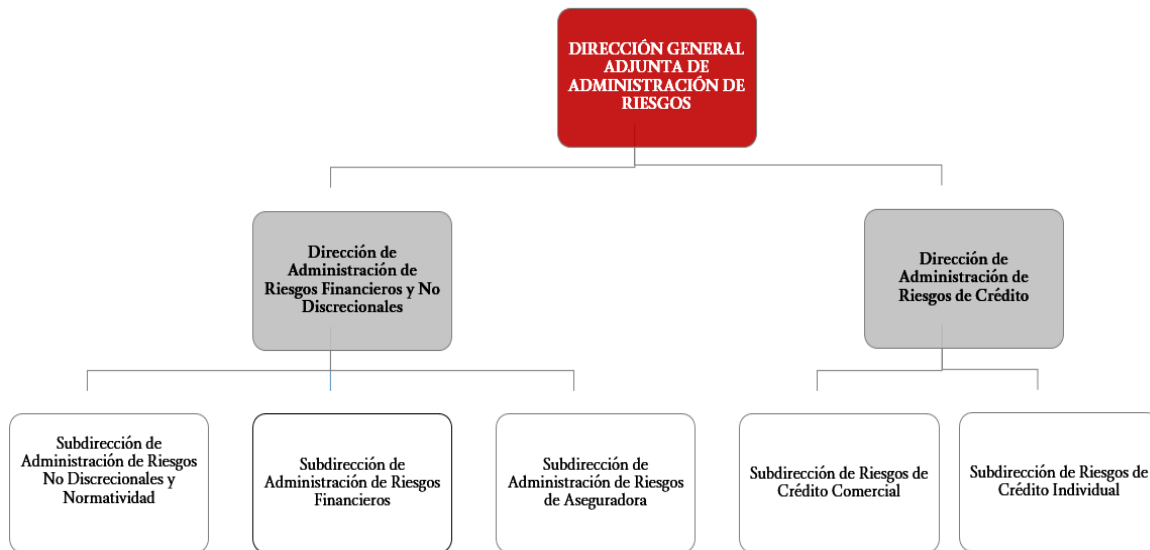 DIRECCIÓN GENERAL
ADJUNTA DE
ADMINISTRACIÓN DE
RIESGOS
Dirección de
Administración de
Riesgos Financieros y No
Discrecionales
Dirección de
Administración de
Riesgos de Crédito
Subdirección de
Administración de Riesgos
No Discrecionales y
Normatividad
Subdirección de
Administración de Riesgos
Financieros
Subdirección de
Administración de Riesgos
de Aseguradora
Subdirección de Riesgos de
Crédito Comercial
Subdirección de Riesgos de
Crédito Individual